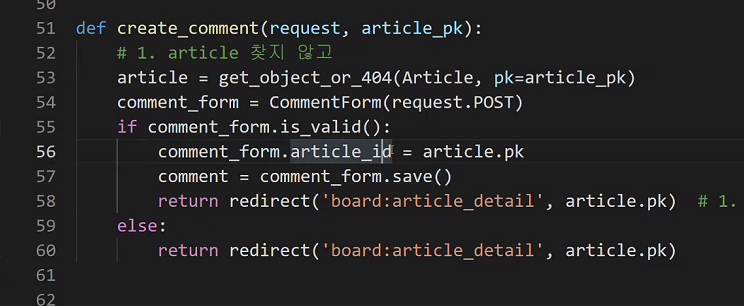 50
51 def create_comment(request, article_pk):
52 # 1. article 찾지 않고
53 article = get_object_or_404(Article, pk=article_pk)
54 comment_form = CommentForm(request.POST)
55 if comment_form.is_valid():
56 comment_form.article_id = article.pk
57 comment = comment_form.save()
58 return redirect('board:article_detail', article.pk) # 1.
59 else:
60 return redirect('board:article_detail', article.pk)
61
62